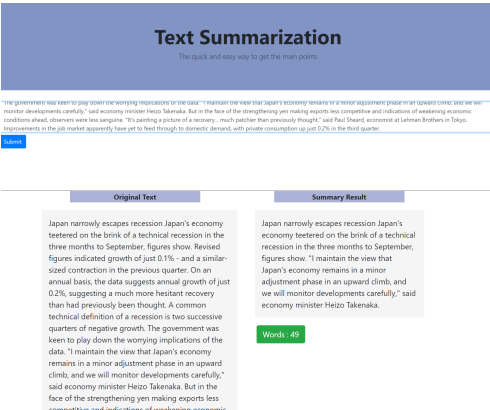 Text Summarization
The quick and easy way to get the main points.
The government was keen to play down the worrying implications of the data. "I maintain the view that Japan's economy remains in a minor adjustment phase in an upward climb, and we will
monitor developments carefully," said economy minister Heizo Takenaka. But in the face of the strengthening yen making exports less competitive and indications of weakening economic
conditions ahead, observers were less sanguine. "It's painting a picture of a recovery... much patchier than previously thought," said Paul Sheard, economist at Lehman Brothers in Tokyo.
Improvements in the job market apparently have yet to feed through to domestic demand, with private consumption up just 0.2% in the third quarter.
Submit
Original Text
Japan narrowly escapes recession Japan's economy
teetered on the brink of a technical recession in the
three months to September, figures show. Revised
figures indicated growth of just 0.1% - and a similar-
sized contraction in the previous quarter. On an
annual basis, the data suggests annual growth of just
0.2%, suggesting a much more hesitant recovery
than had previously been thought. A common
technical definition of a recession is two successive
quarters of negative growth. The government was
keen to play down the worrying implications of the
data. "I maintain the view that Japan's economy
remains in a minor adjustment phase in an upward
climb, and we will monitor developments carefully,"
said economy minister Heizo Takenaka. But in the
face of the strengthening yen making exports less
competitive and indications of weakening economic
Summary Result
Japan narrowly escapes recession Japan's
economy teetered on the brink of a technical
recession in the three months to September,
figures show. "I maintain the view that
Japan's economy remains in a minor
adjustment phase in an upward climb, and
we will monitor developments carefully," said
economy minister Heizo Takenaka.
Words : 49